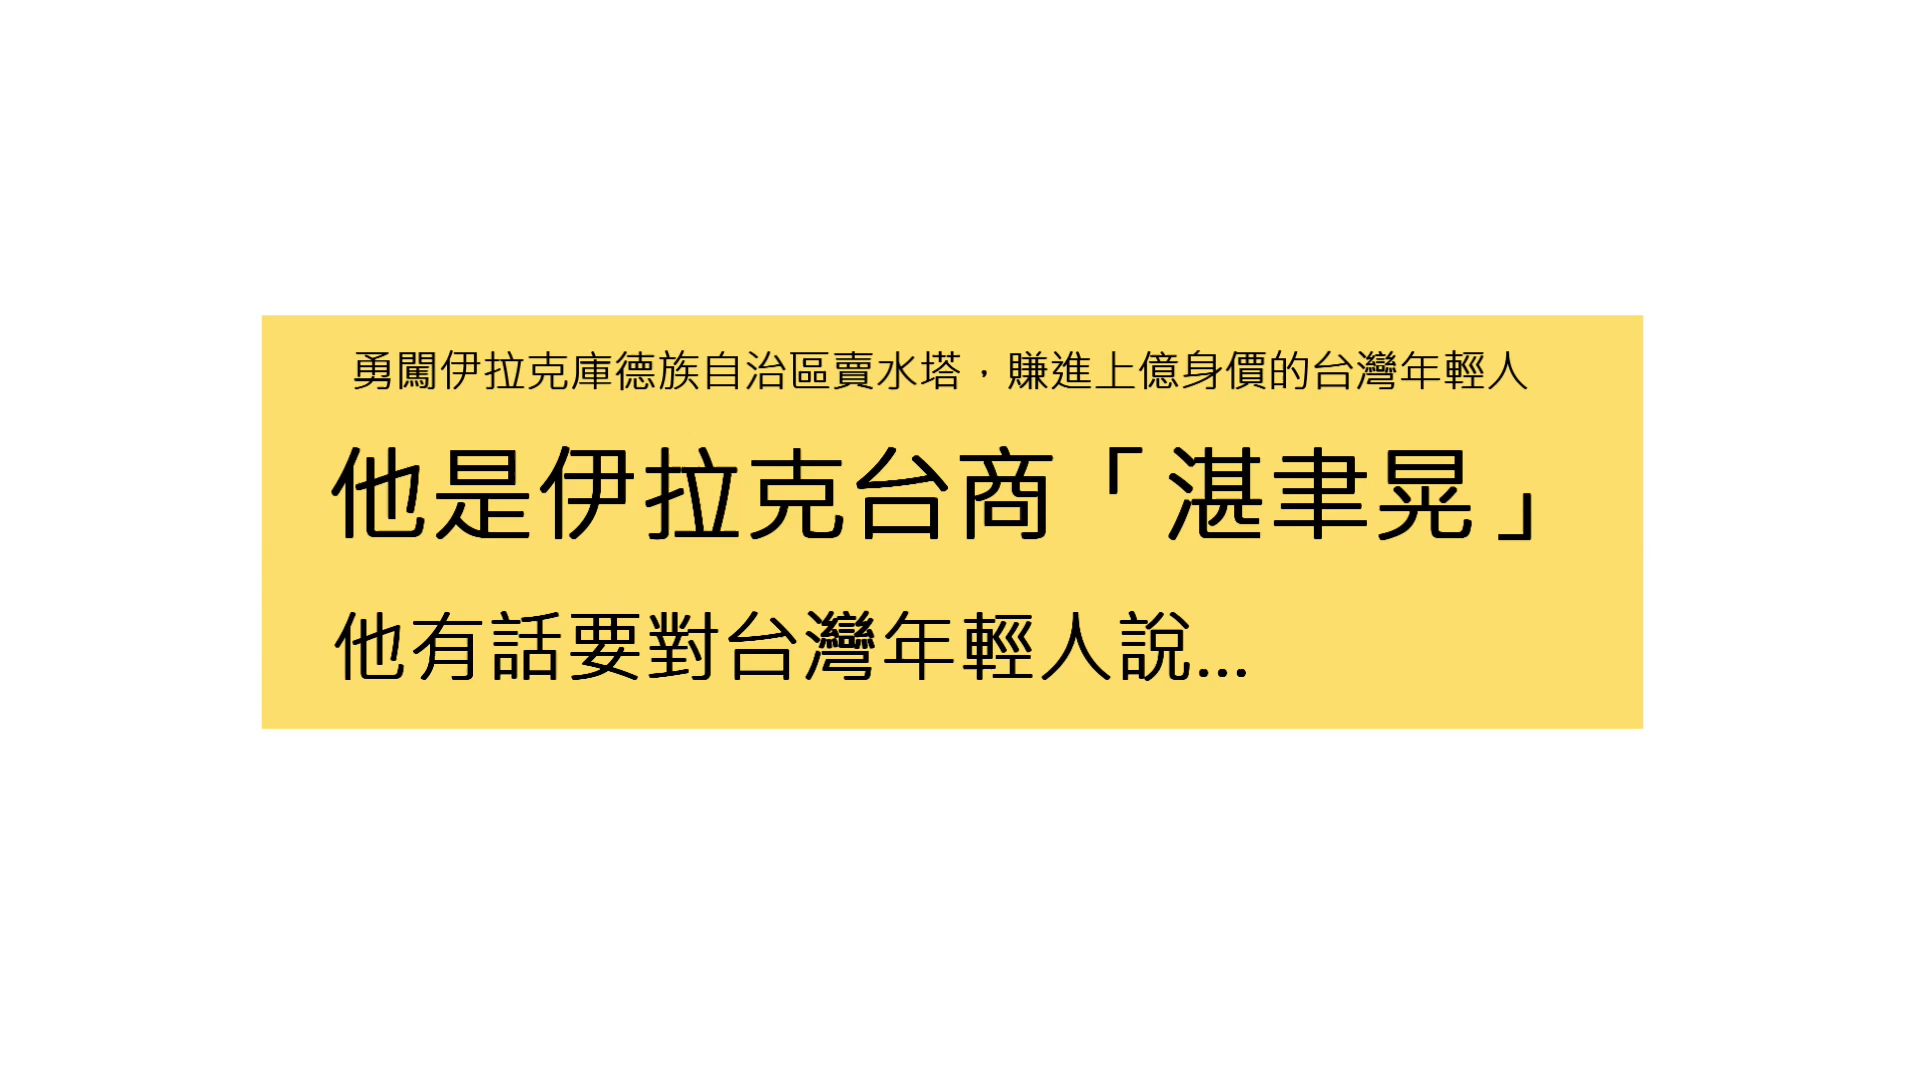 勇闖伊拉克庫德族自治區賣水塔，賺進上億身價的台灣年輕人
他是伊拉克台商「湛聿晃」
他有話要對台灣年輕人說...